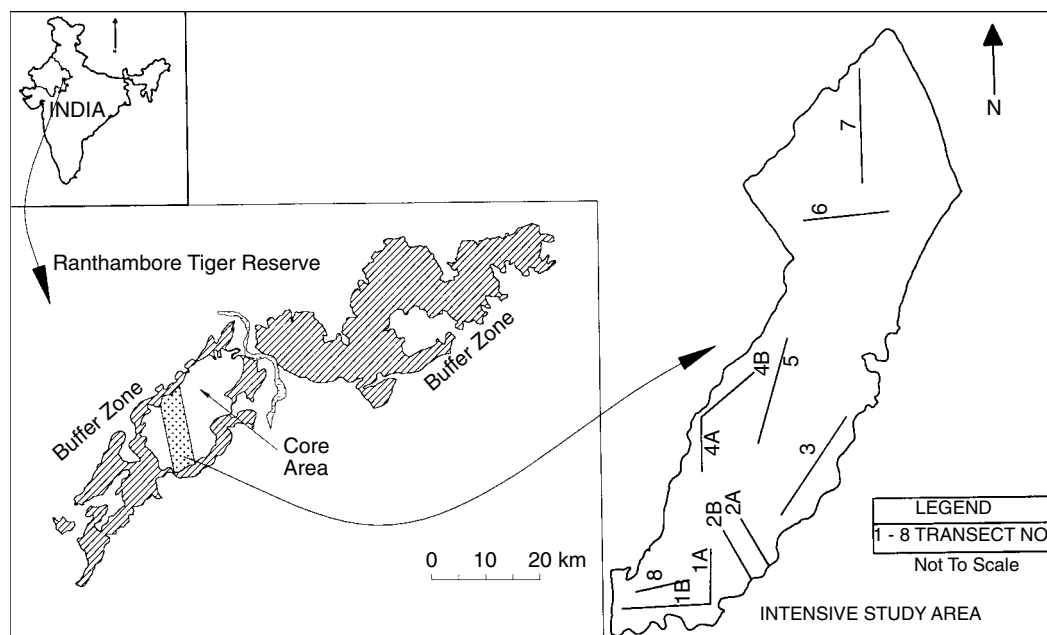 INDIA
N
Ranthambore Tiger Reserve
Buffer Zone
Buffer Zone
Core
Area
0 10 20 km
7
6
4B
5
4A
3
2B
2A
1A
8
1B
LEGEND
1 - 8 TRANSECT NO
Not To Scale
INTENSIVE STUDY AREA